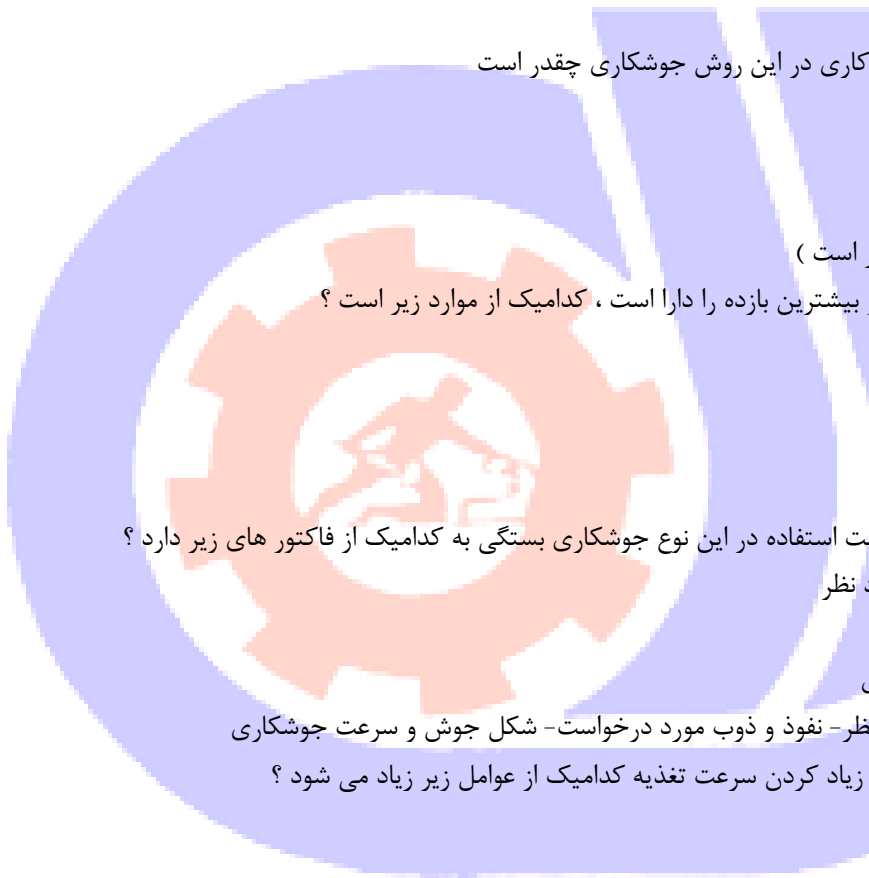 کاری در این روش جوشکاری چقدر است
است )
بیشترین بازده را دارا است ، کدامیک از موارد زیر است ؟
استفاده در این نوع جوشکاری بستگی به کدامیک از فاکتور های زیر دارد ؟
نظر
نفوذ و ذوب مورد درخواست- شکل جوش و سرعت جوشکاری
زیاد کردن سرعت تغذیه کدامیک از عوامل زیر زیاد می شود ؟